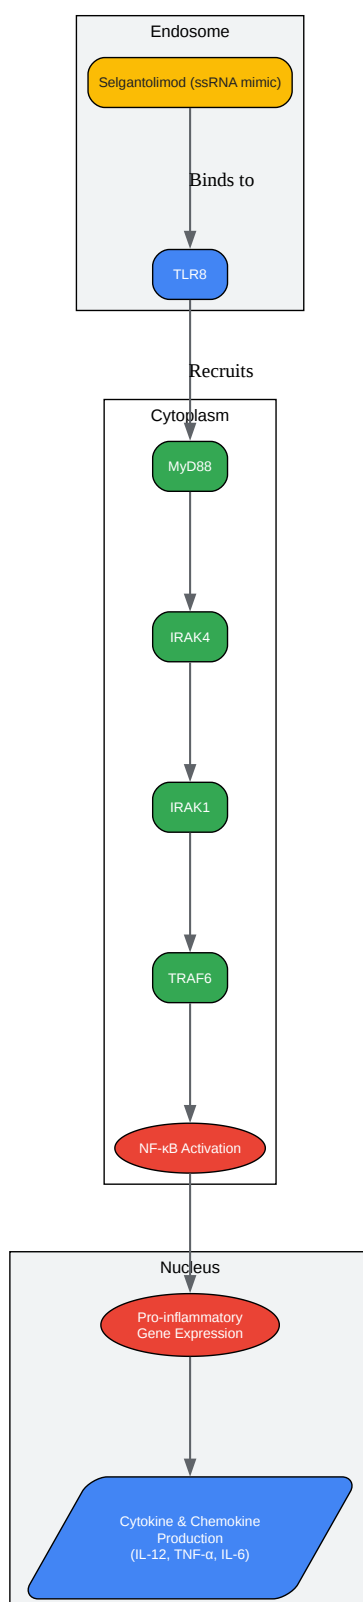 Endosome
Selgantolimod (ssRNA mimic)
Binds to
TLR8
Recruits
Cytoplasm
MyD88
IRAK4
IRAK1
TRAF6
NF-κB Activation
Nucleus
Pro-inflammatory
Gene Expression
Cytokine & Chemokine
Production
(IL-12, TNF-α, IL-6)